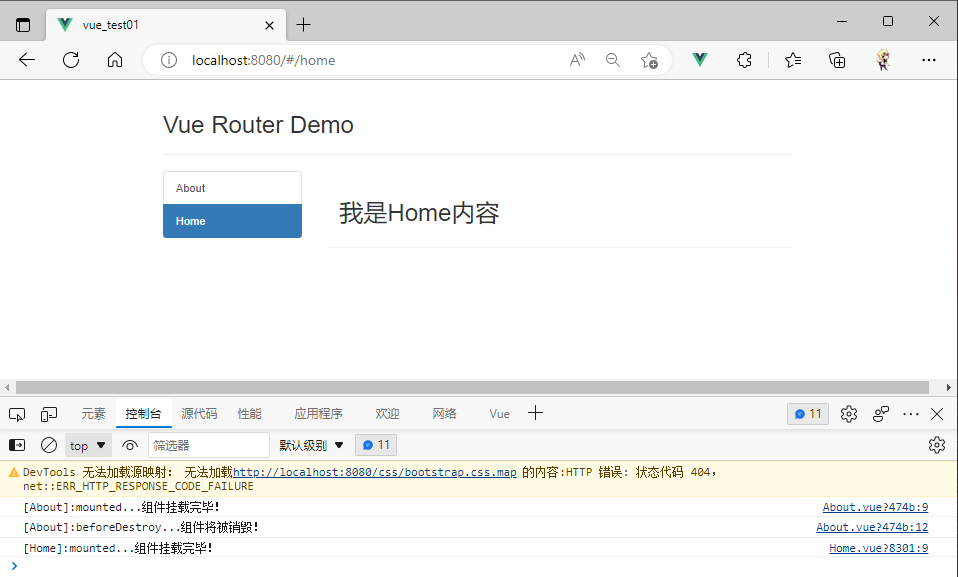 vue_test01
localhost:8080/#/home
Vue Router Demo
About
Home
我是Home内容
元素
控制台
源代码
性能
应用程序
欢迎
网络
Vue
11
top
筛选器
默认级别
11
DevTools 无法加载源映射: 无法加载http://localhost:8080/css/bootstrap.css.map 的内容:HTTP 错误: 状态代码 404,
net::ERR_HTTP_RESPONSE_CODE_FAILURE
[About]:mounted...组件挂载完毕! About.vue?474b:9
[About]:beforeDestroy...组件将被销毁! About.vue?474b:12
[Home]:mounted...组件挂载完毕! Home.vue?8301:9